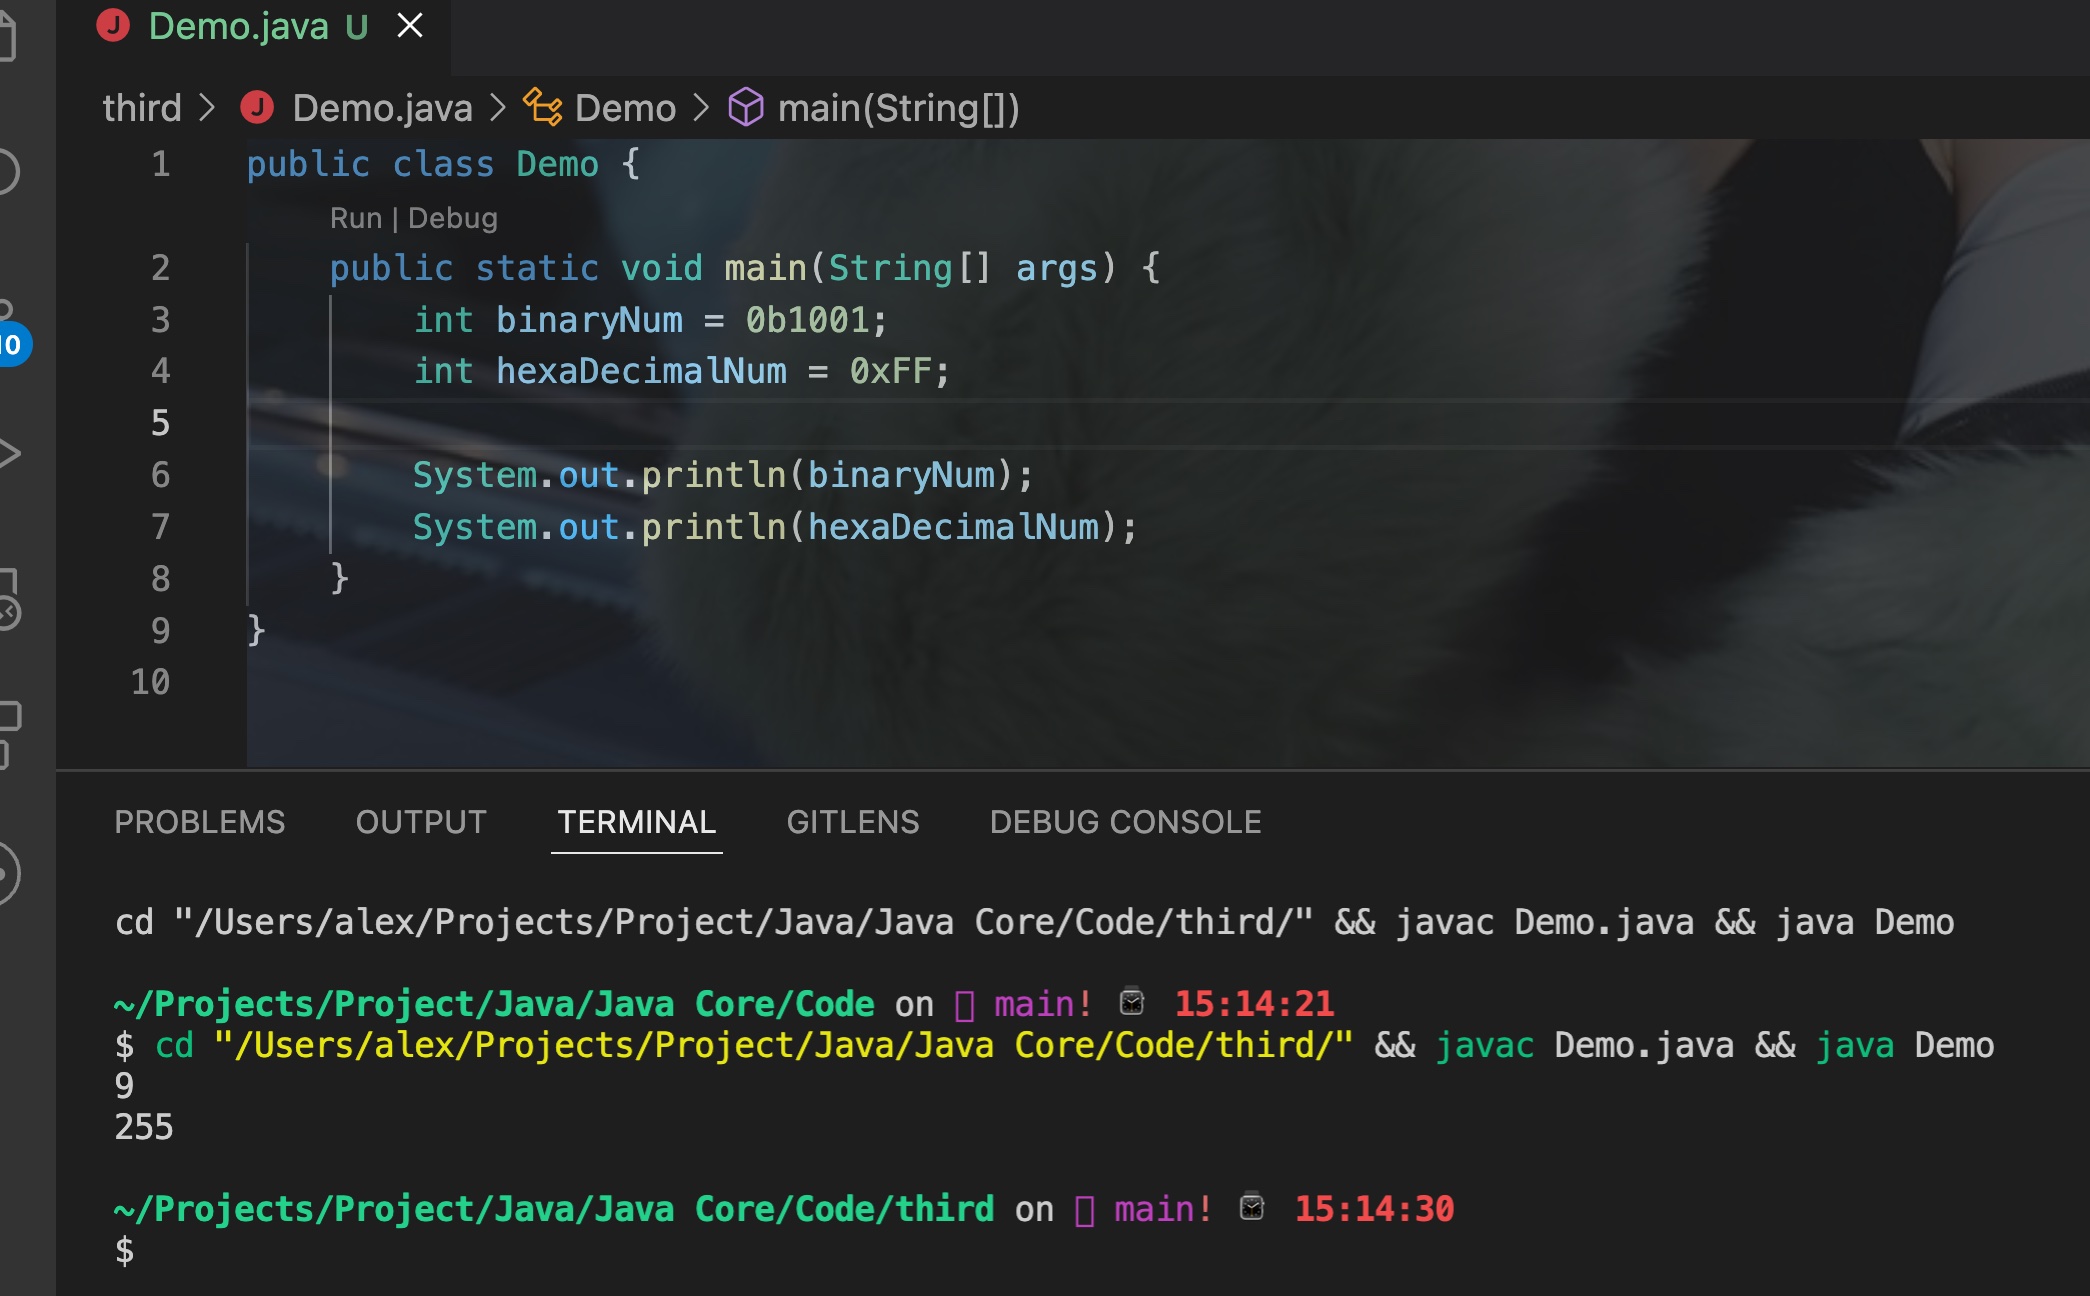 Demo.java U
third > Demo.java > Demo > main(String[])
1 public class Demo {
Run | Debug
2 public static void main(String[] args) {
3 int binaryNum = 0b1001;
4 int hexaDecimalNum = 0xFF;
5
6 System.out.println(binaryNum);
7 System.out.println(hexaDecimalNum);
8 }
9 }
10
PROBLEMS OUTPUT TERMINAL GITLENS DEBUG CONSOLE
cd "/Users/alex/Projects/Project/Java/Java Core/Code/third/" && javac Demo.java && java Demo
~/Projects/Project/Java/Java Core/Code on main! 15:14:21
$ cd "/Users/alex/Projects/Project/Java/Java Core/Code/third/" && javac Demo.java && java Demo
9
255
~/Projects/Project/Java/Java Core/Code/third on main! 15:14:30
$